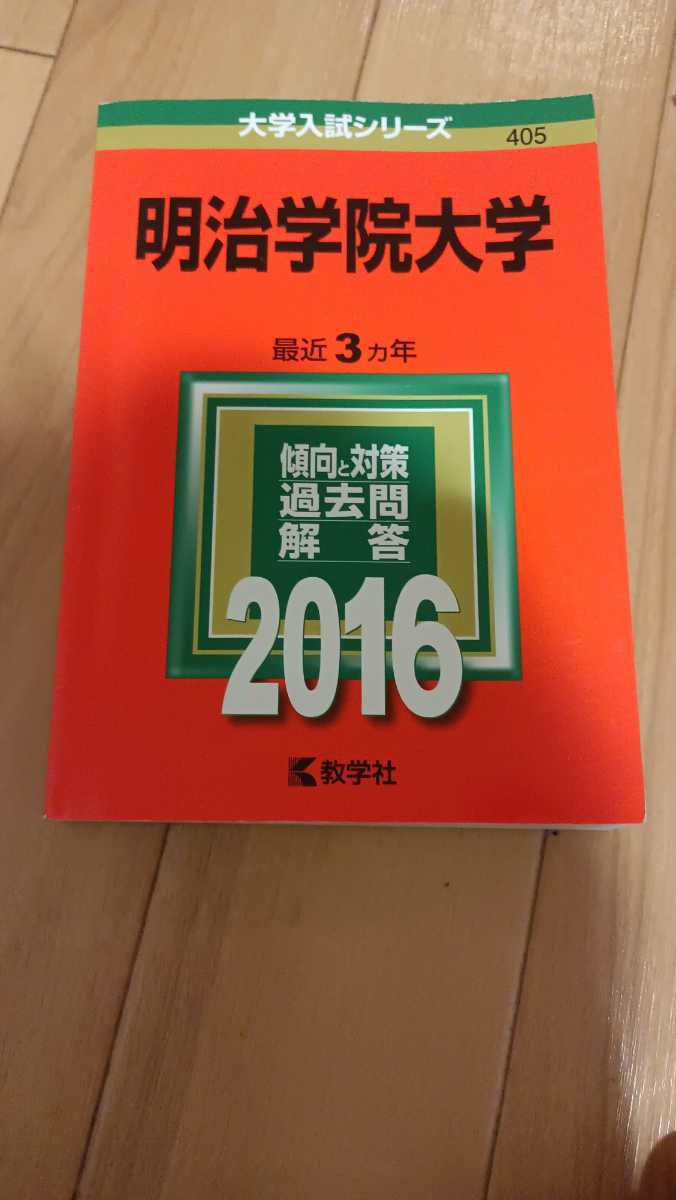 大学入試シリーズ
405
明治学院大学
最近3ヵ年
傾向と対策
過去問
解答
2016
教学社